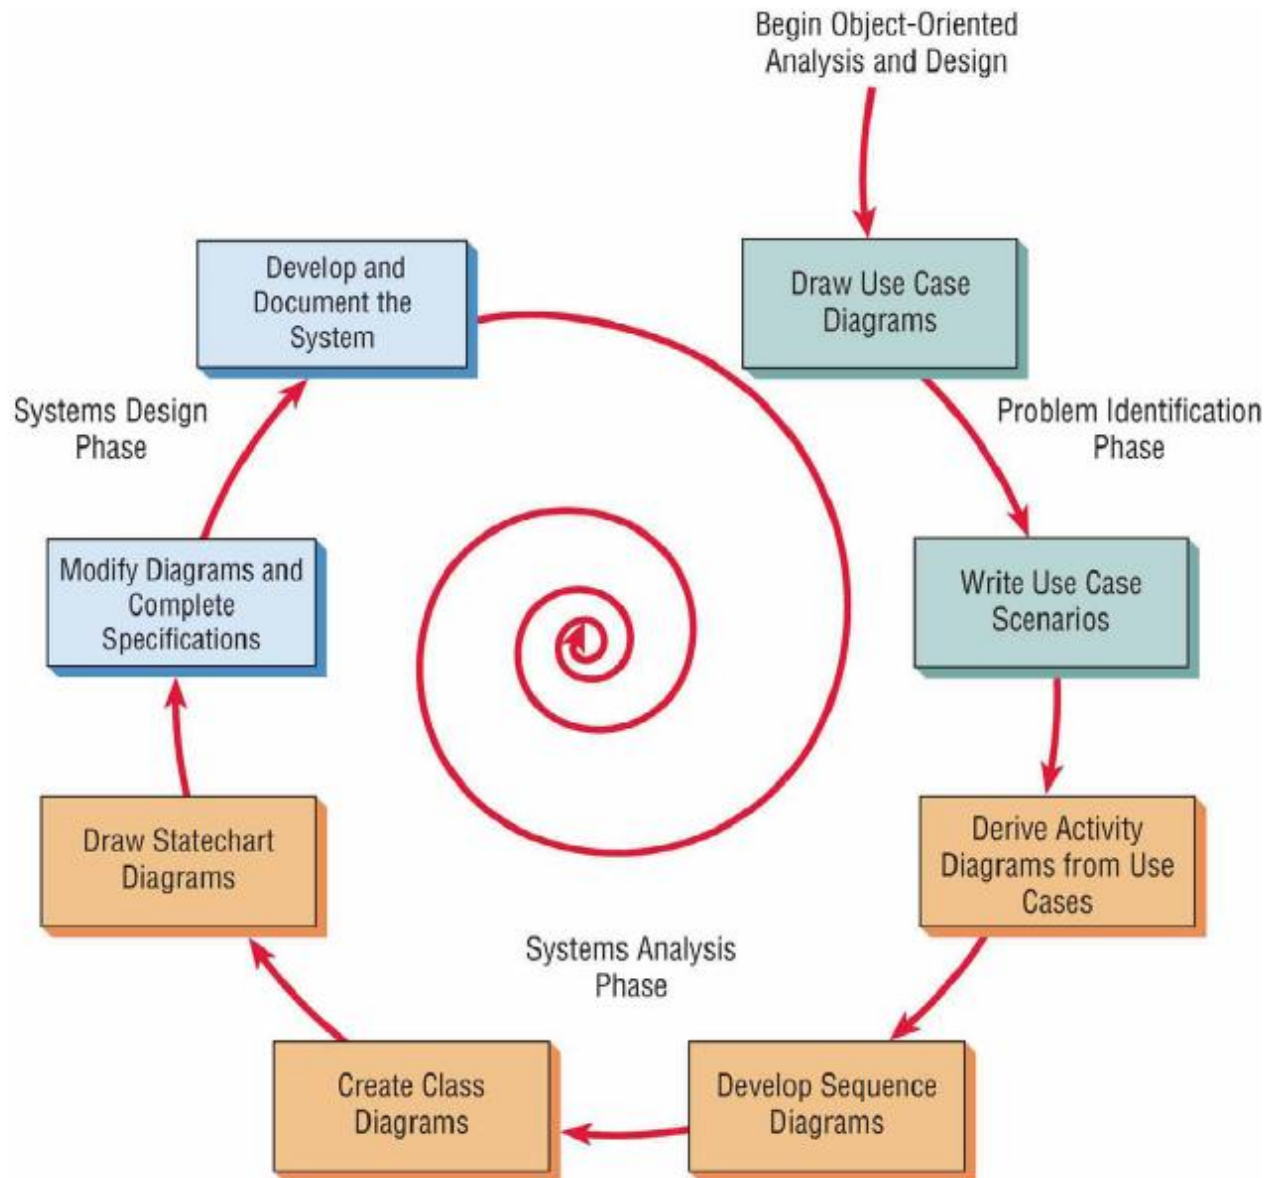 Begin Object-Oriented
Analysis and Design
Draw Use Case
Diagrams
Problem Identification
Phase
Write Use Case
Scenarios
Derive Activity
Diagrams from Use
Cases
Develop Sequence
Diagrams
Systems Analysis
Phase
Create Class
Diagrams
Draw Statechart
Diagrams
Modify Diagrams and
Complete
Specifications
Systems Design
Phase
Develop and
Document the
System